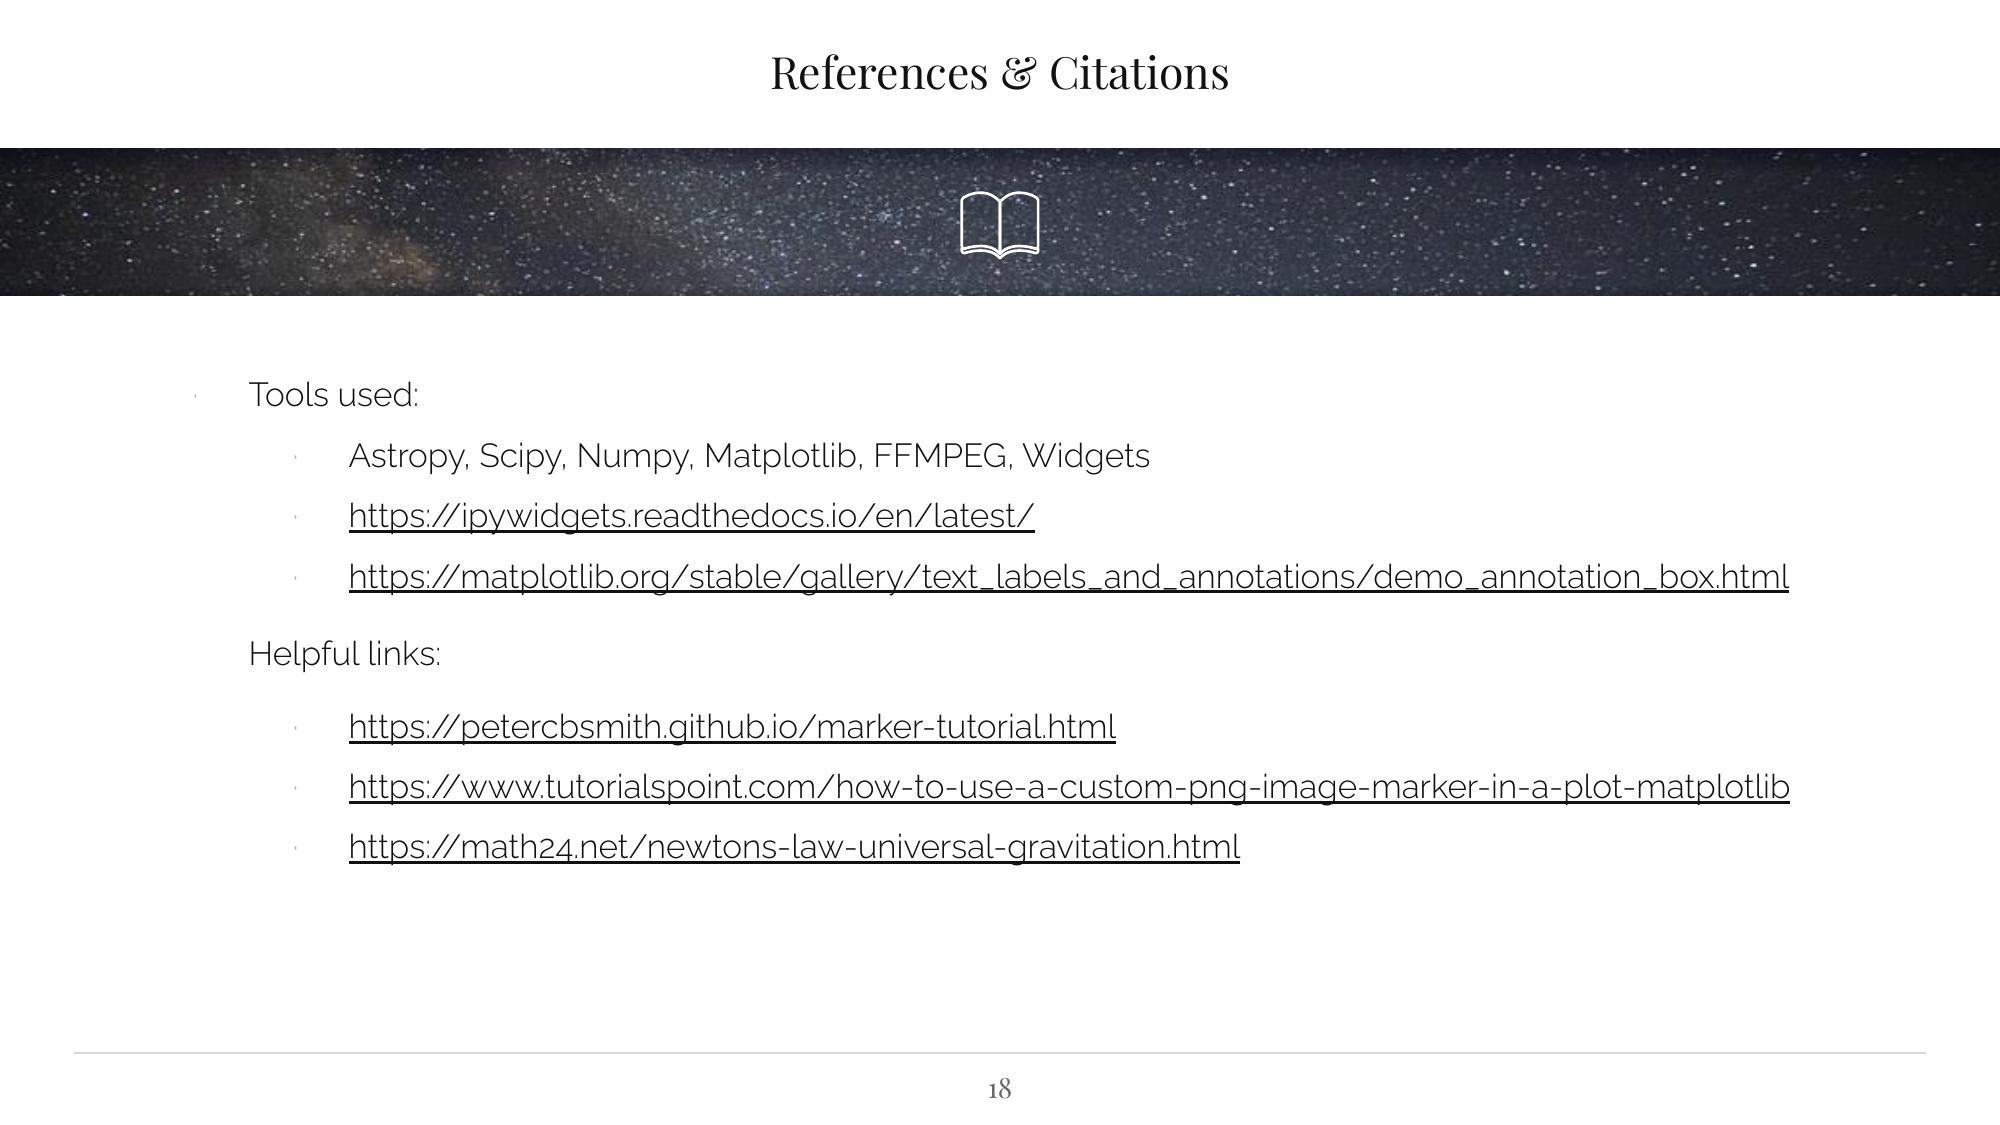 References & Citations
Tools used:
Astropy, Scipy, Numpy, Matplotlib, FFMPEG, Widgets
https://ipywidgets.readthedocs.io/en/latest/
https://matplotlib.org/stable/gallery/text_labels_and_annotations/demo_annotation_box.html
Helpful links:
https://petercbsmith.github.io/marker-tutorial.html
https://www.tutorialspoint.com/how-to-use-a-custom-png-image-marker-in-a-plot-matplotlib
https://math24.net/newtons-law-universal-gravitation.html
18